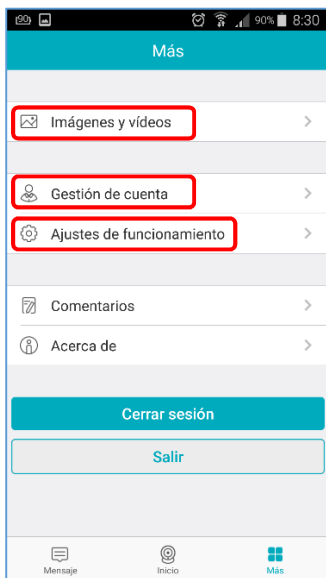 90 90% 8:30
Más
Imágenes y vídeos
Gestión de cuenta
Ajustes de funcionamiento
Comentarios
Acerca de
Cerrar sesión
Salir
Mensaje Inicio Más